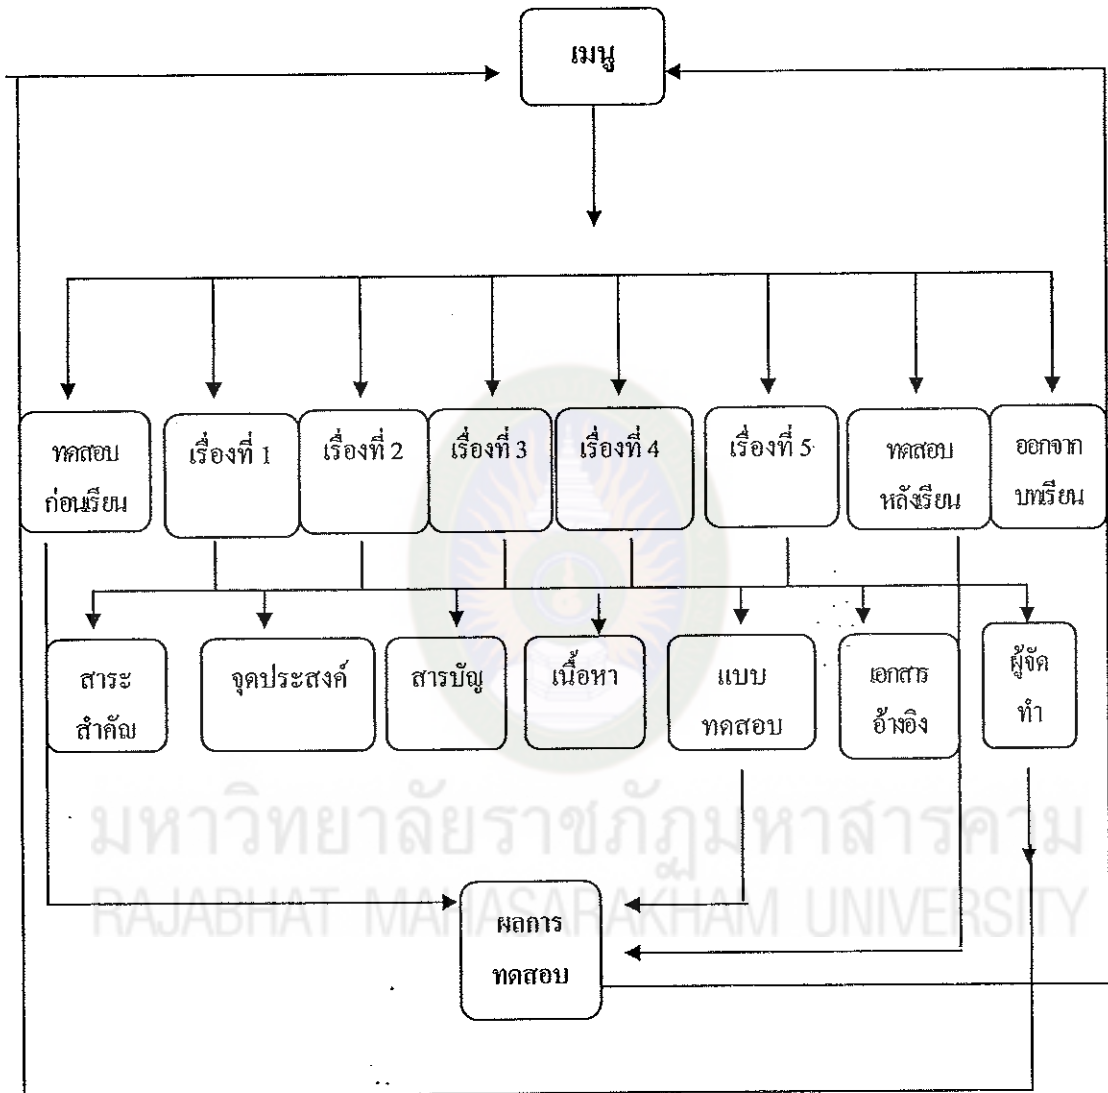 เมนู
ทดสอบ
ก่อนเรียน
เรื่องที่ 1
เรื่องที่ 2
เรื่องที่ 3
เรื่องที่ 4
เรื่องที่ 5
ทดสอบ
หลังเรียน
ออกจาก
บทเรียน
สาระ
สำคัญ
จุดประสงค์
สารบัญ
เนื้อหา
แบบ
ทดสอบ
เอกสาร
อ้างอิง
ผู้จัด
ทำ
มหาวิทยาลัยราชภัฏมหาสารคาม
RAJABHAT MAHASARAKHAM UNIVERSITY
ผลการ
ทดสอบ